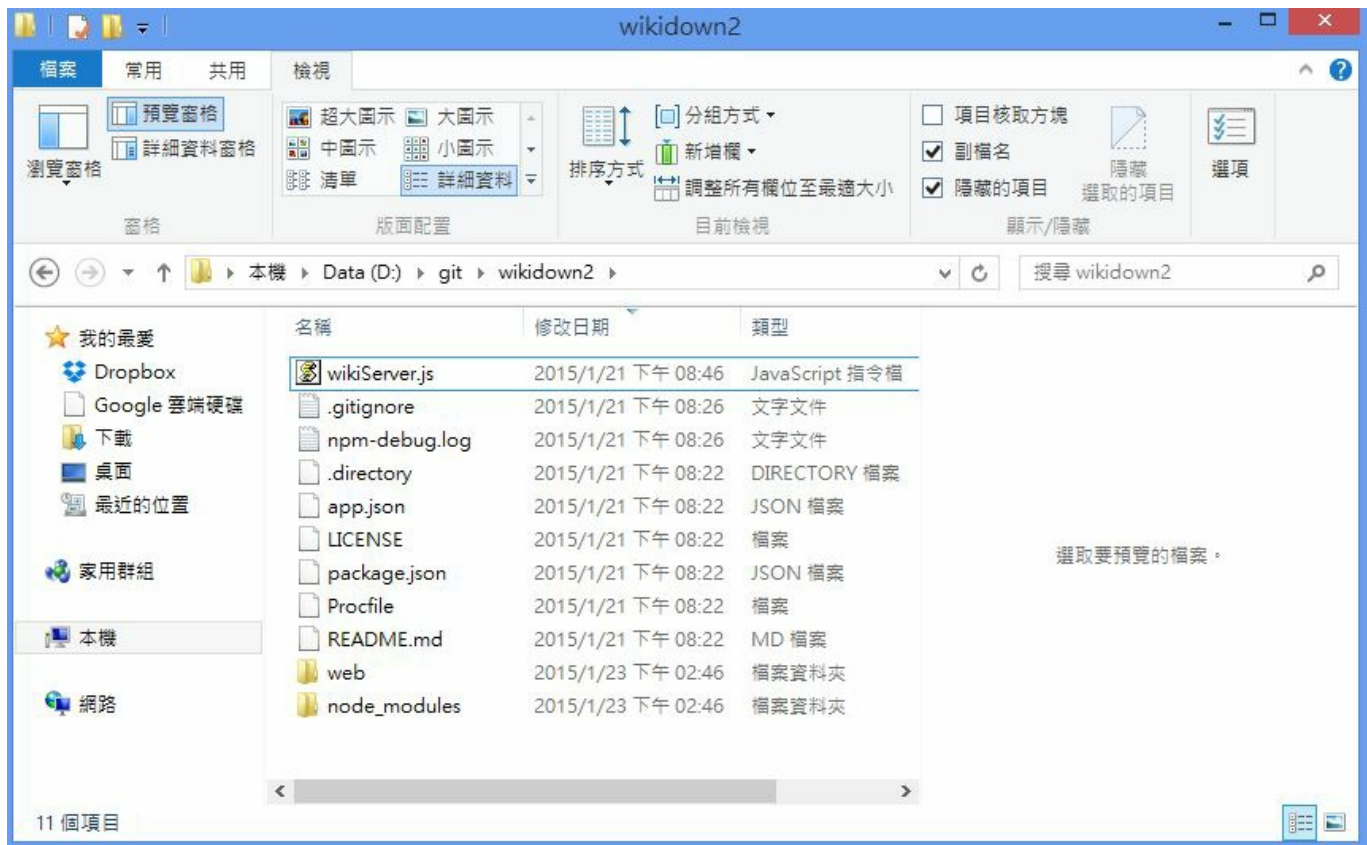 wikidown2
檔案 常用 共用 檢視
瀏覽窗格 預覽窗格
詳細資料窗格
窗格
超大圖示 大圖示
中圖示 小圖示
清單 詳細資料
版面配置
排序方式 分組方式
新增欄
調整所有欄位至最適大小
目前檢視
項目核取方塊
副檔名
隱藏的項目
隱藏
選取的項目
顯示/隱藏
選項
本機 Data (D:) git wikidown2
搜尋 wikidown2
我的最愛
Dropbox
Google 雲端硬碟
下載
桌面
最近的位置
家用群組
本機
網路
名稱 修改日期 類型
wikiServer.js 2015/1/21 下午 08:46 JavaScript 指令檔
.gitignore 2015/1/21 下午 08:26 文字文件
npm-debug.log 2015/1/21 下午 08:26 文字文件
.directory 2015/1/21 下午 08:22 DIRECTORY 檔案
app.json 2015/1/21 下午 08:22 JSON 檔案
LICENSE 2015/1/21 下午 08:22 檔案
package.json 2015/1/21 下午 08:22 JSON 檔案
Procfile 2015/1/21 下午 08:22 檔案
README.md 2015/1/21 下午 08:22 MD 檔案
web 2015/1/23 下午 02:46 檔案資料夾
node_modules 2015/1/23 下午 02:46 檔案資料夾
選取要預覽的檔案。
11 個項目